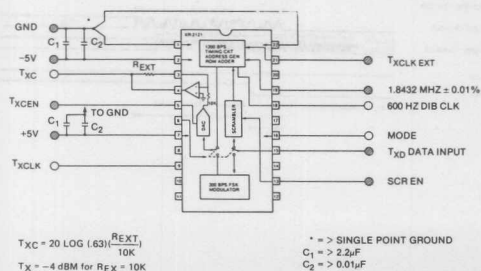 GND
-5V
TXC
TXCEN
TO GND
+5V
TXCLK
C1
C2
C1
C2
REXT
XR2121
1200 BPS
TIMING CKT
ADDRESS GEN
ROM ADDER
DAC
SCRAMBLER
300 BPS FSK
MODULATOR
TXCLK EXT
1.8432 MHZ ± 0.01%
600 HZ DIB CLK
MODE
TXD DATA INPUT
SCR EN
TXC = 20 LOG (.63)(REXT/10K)
TX = −4 dBM for REX = 10K
* = > SINGLE POINT GROUND
C1 = > 2.2µF
C2 = > 0.01µF